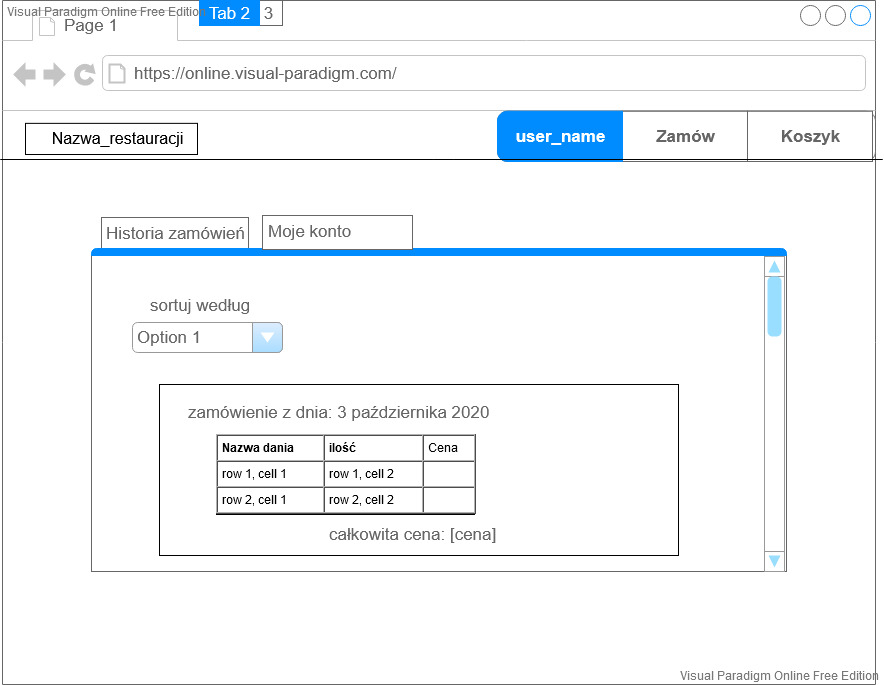 Visual Paradigm Online Free Edition
Tab 2
3
Page 1
https://online.visual-paradigm.com/
Nazwa_restauracji
user_name
Zamów
Koszyk
Historia zamówień
Moje konto
sortuj według
Option 1
zamówienie z dnia: 3 października 2020
Nazwa dania ilość Cena
row 1, cell 1 row 1, cell 2
row 2, cell 1 row 2, cell 2
całkowita cena: [cena]
Visual Paradigm Online Free Edition